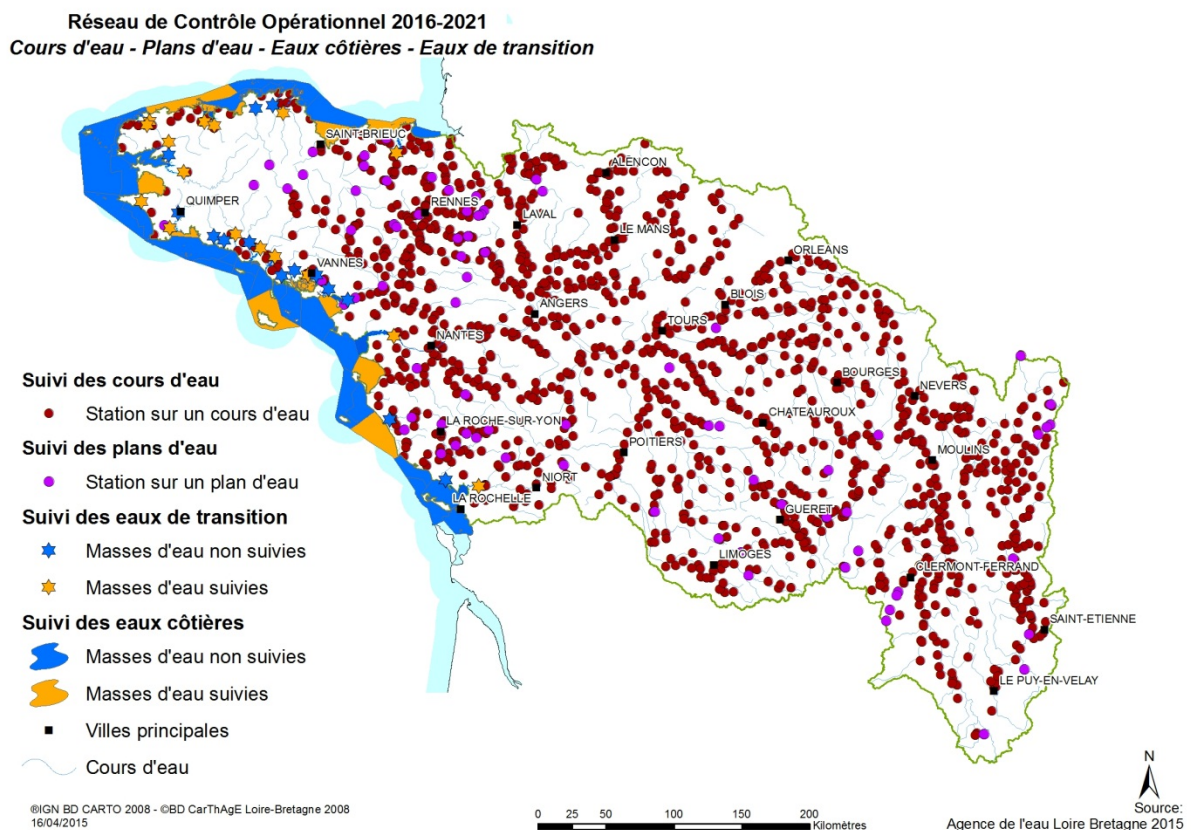 Réseau de Contrôle Opérationnel 2016-2021
Cours d'eau - Plans d'eau - Eaux côtières - Eaux de transition
SAINT-BRIEUC
ALENCON
QUIMPER
RENNES
LAVAL
LE MANS
ORLEANS
VANNES
BLOIS
ANGERS
TOURS
NANTES
BOURGES
NEVERS
CHATEAUROUX
LA ROCHE-SUR-YON
POITIERS
MOULINS
NIORT
LA ROCHELLE
GUERET
LIMOGES
CLERMONT-FERRAND
SAINT-ETIENNE
LE PUY-EN-VELAY
Suivi des cours d'eau
Station sur un cours d'eau
Suivi des plans d'eau
Station sur un plan d'eau
Suivi des eaux de transition
Masses d'eau non suivies
Masses d'eau suivies
Suivi des eaux côtières
Masses d'eau non suivies
Masses d'eau suivies
Villes principales
Cours d'eau
®IGN BD CARTO 2008 - ©BD CarThAgE Loire-Bretagne 2008
16/04/2015
0 25 50 100 150 200
Kilomètres
N
Source:
Agence de l'eau Loire Bretagne 2015